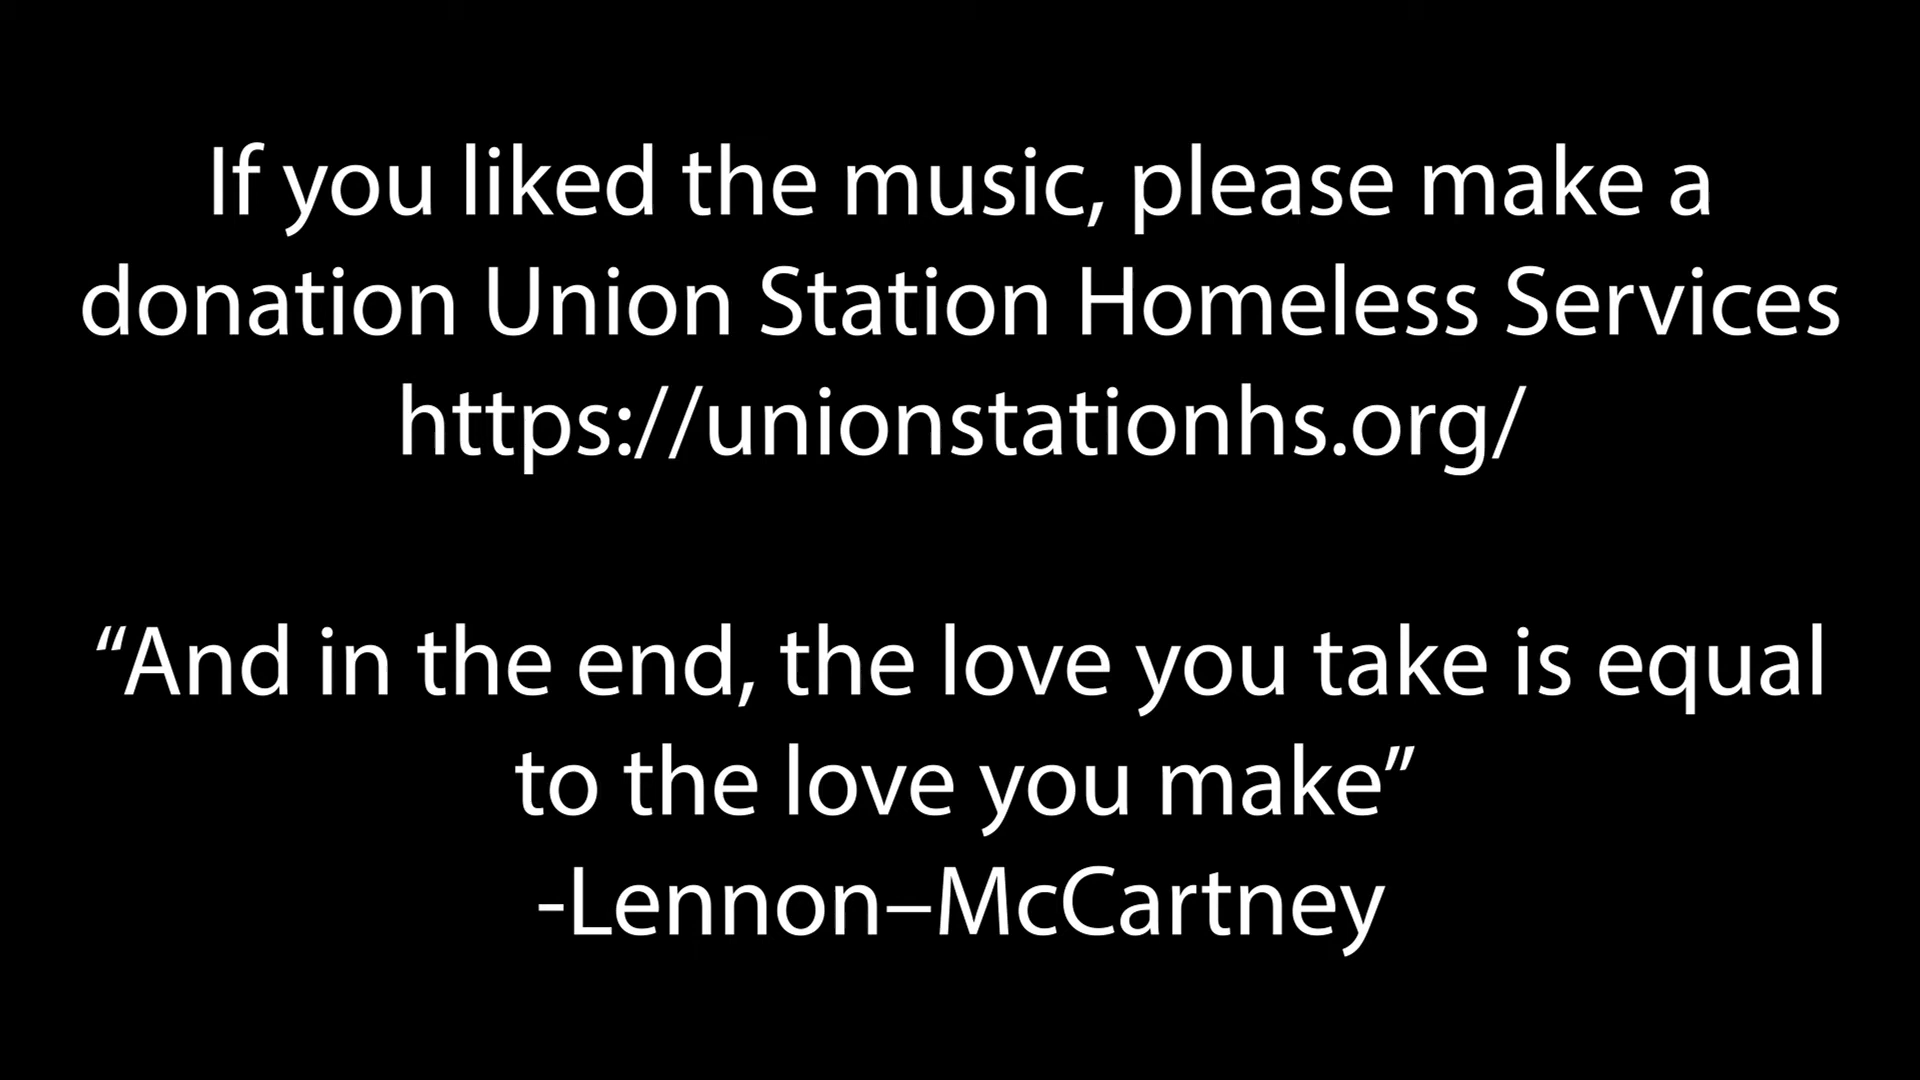 If you liked the music, please make a
donation Union Station Homeless Services
https://unionstationhs.org/
“And in the end, the love you take is equal
to the love you make”
-Lennon–McCartney